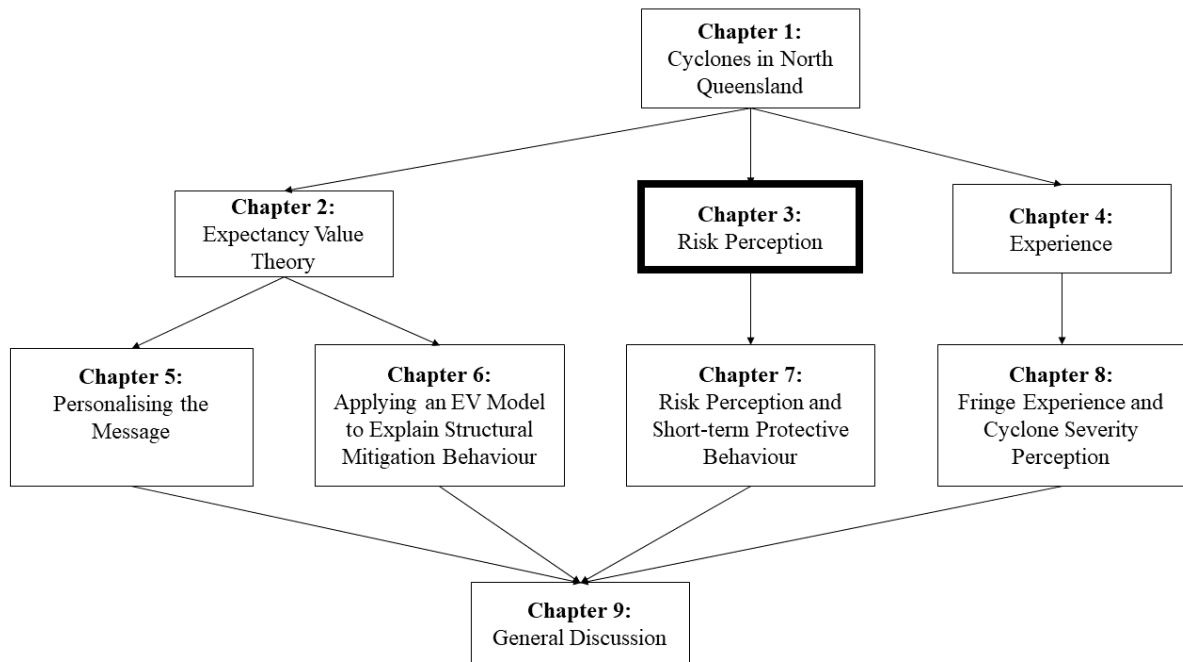 Chapter 1:
Cyclones in North
Queensland
Chapter 2:
Expectancy Value
Theory
Chapter 3:
Risk Perception
Chapter 4:
Experience
Chapter 5:
Personalising the
Message
Chapter 6:
Applying an EV Model
to Explain Structural
Mitigation Behaviour
Chapter 7:
Risk Perception and
Short-term Protective
Behaviour
Chapter 8:
Fringe Experience and
Cyclone Severity
Perception
Chapter 9:
General Discussion